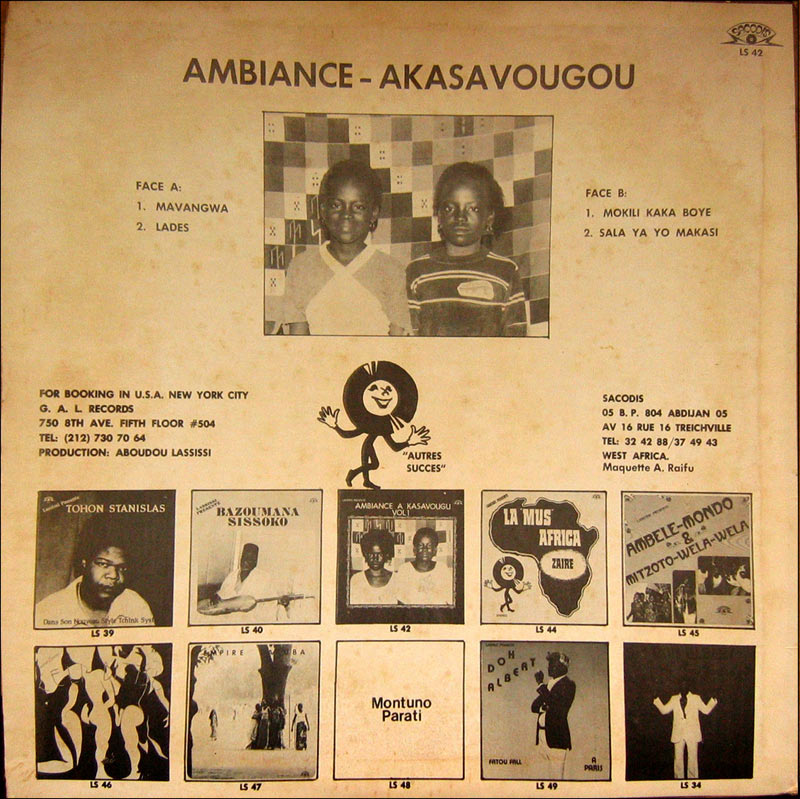 SACODIS
LS 42
AMBIANCE - AKASAVOUGOU
FACE A:
1. MAVANGWA
2. LADES
FACE B:
1. MOKILI KAKA BOYE
2. SALA YA YO MAKASI
FOR BOOKING IN U.S.A. NEW YORK CITY
G. A. L. RECORDS
750 8TH AVE. FIFTH FLOOR #504
TEL: (212) 730 70 64
PRODUCTION: ABOUDOU LASSISSI
"AUTRES
SUCCES"
SACODIS
05 B. P. 804 ABDIJAN 05
AV 16 RUE 16 TREICHVILLE
TEL: 32 42 88/37 49 43
WEST AFRICA.
Maquette A. Raifu
TOHON STANISLAS
LS 39
BAZOUMANA
SISSOKO
LS 40
AMBIANCE A KASAVOUGU
VOL 1
LS 42
LA MUS'
AFRICA
ZAIRE
LS 44
AMBELE-MONDO
&
MITZOTO-WELA-WELA
LS 45
LS 46
LS 47
Montuno
Parati
LS 48
DOH
ALBERT
FATOU FALL
A
PARIS
LS 49
LS 34